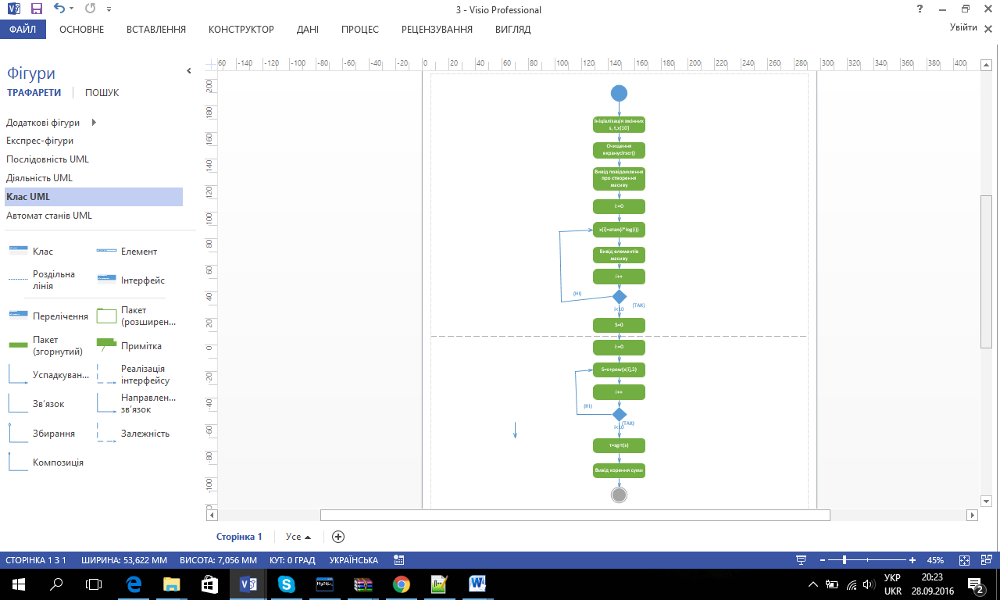 3 - Visio Professional
ФАЙЛ ОСНОВНЕ ВСТАВЛЕННЯ КОНСТРУКТОР ДАНІ ПРОЦЕС РЕЦЕНЗУВАННЯ ВИГЛЯД Увійти
Фігури
ТРАФАРЕТИ ПОШУК
Додаткові фігури
Експрес-фігури
Послідовність UML
Діяльність UML
Клас UML
Автомат станів UML
Клас Елемент
Роздільна лінія Інтерфейс
Перелічення Пакет (розширен...
Пакет (згорнутий) Примітка
Успадкуван... Реалізація інтерфейсу
Зв'язок Направлен... зв'язок
Збирання Залежність
Композиція
60 -140 -120 -100 -80 -60 -40 -20 0 20 40 60 80 100 120 140 160 180 200 220 240 260 280 300 320 340 360 380 400
200
180
160
140
120
100
80
60
40
20
0
-20
-40
-60
-80
-100
Ініціалізація змінних
s, t,x[10]
Очищення
екрануclrscr()
Вивід повідомлення
про створення
масиву
i:=0
x[i]=atan(i*log(i))
Вивід елементів
масиву
i++
(НІ)
(ТАК)
i<10
S=0
i:=0
S=s+pow(x[i],2)
i++
(НІ)
(ТАК)
i<10
t=sgrt(s)
Вивід кореня суми
Сторінка 1 Усе
СТОРІНКА 1 З 1 ШИРИНА: 53,622 ММ ВИСОТА: 7,056 ММ КУТ: 0 ГРАД УКРАЇНСЬКА 45%
MySQL
УКР 20:23
UKR 28.09.2016
2